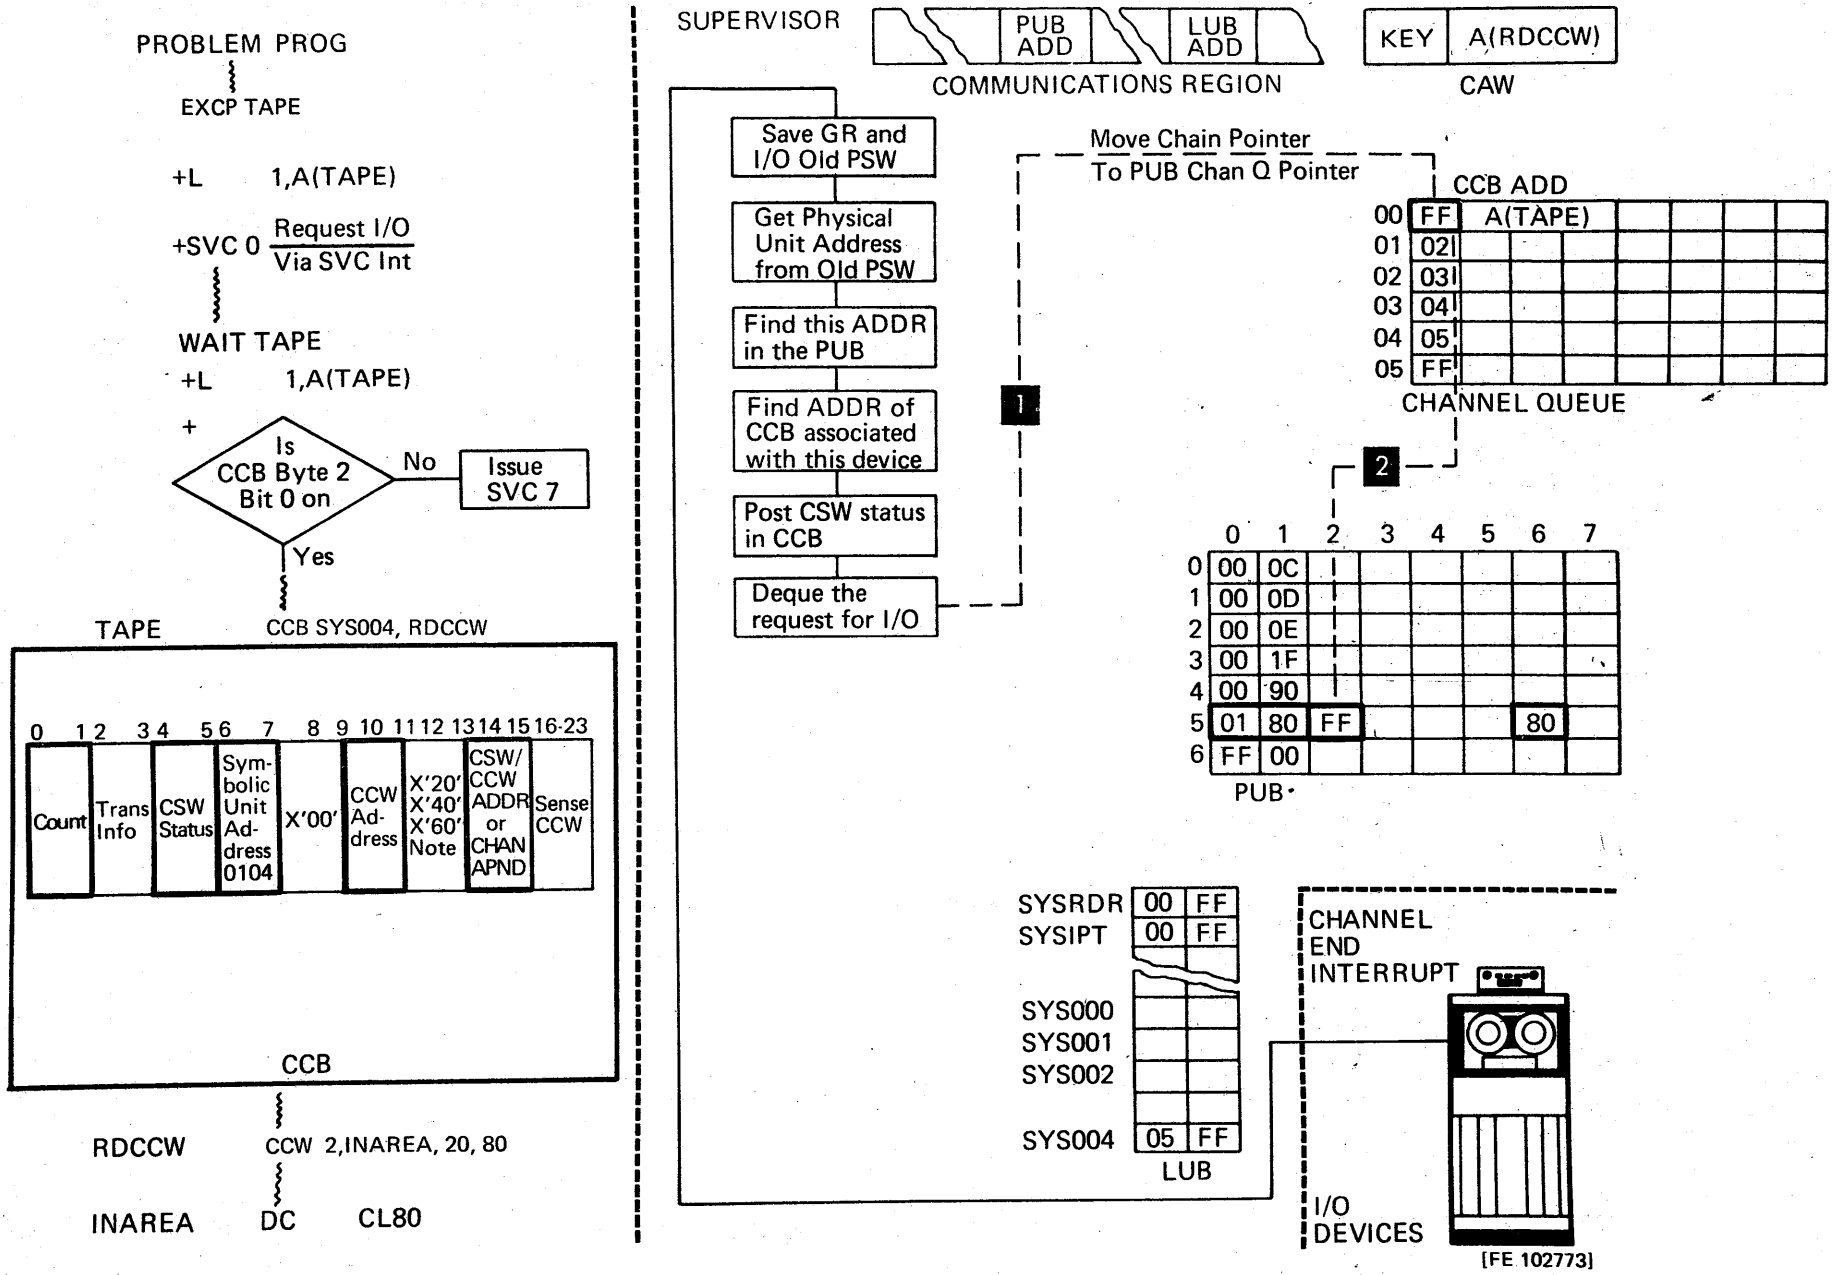 PROBLEM PROG
EXCP TAPE
+L 1,A(TAPE)
+SVC 0 Request I/O
Via SVC Int
WAIT TAPE
+L 1,A(TAPE)
+
Is
CCB Byte 2
Bit 0 on
No
Issue
SVC 7
Yes
TAPE CCB SYS004, RDCCW
0 1 2 3 4 5 6 7 8 9 10 11 12 13 14 15 16-23
Count
Trans
Info
CSW
Status
Sym-
bolic
Unit
Ad-
dress
0104
X'00'
CCW
Ad-
dress
X'20'
X'40'
X'60'
Note
CSW/
CCW
ADDR
or
CHAN
APND
Sense
CCW
CCB
RDCCW CCW 2,INAREA, 20, 80
INAREA DC CL80
SUPERVISOR
PUB
ADD
LUB
ADD
COMMUNICATIONS REGION
KEY A(RDCCW)
CAW
Save GR and
I/O Old PSW
Get Physical
Unit Address
from Old PSW
Find this ADDR
in the PUB
Find ADDR of
CCB associated
with this device
Post CSW status
in CCB
Deque the
request for I/O
1
Move Chain Pointer
To PUB Chan Q Pointer
CCB ADD
00 FF A(TAPE)
01 02
02 03
03 04
04 05
05 FF
CHANNEL QUEUE
2
0 1 2 3 4 5 6 7
0 00 0C
1 00 0D
2 00 0E
3 00 1F
4 00 90
5 01 80 FF 80
6 FF 00
PUB
SYSRDR 00 FF
SYSIPT 00 FF
SYS000
SYS001
SYS002
SYS004 05 FF
LUB
CHANNEL
END
INTERRUPT
I/O
DEVICES
[FE 102773]